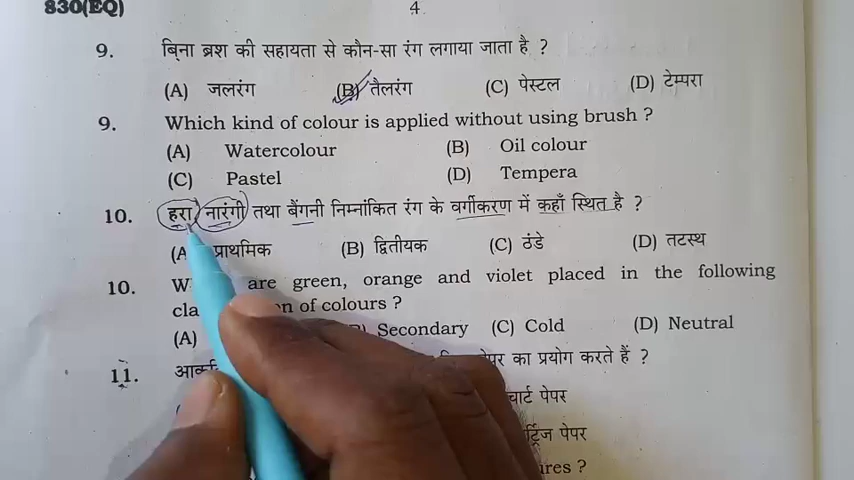 830(EQ) 4
9. बिना ब्रश की सहायता से कौन-सा रंग लगाया जाता है ?
(A) जलरंग (B) तैलरंग (C) पेस्टल (D) टेम्परा
9. Which kind of colour is applied without using brush ?
(A) Watercolour (B) Oil colour
(C) Pastel (D) Tempera
10. हरा नारंगी तथा बैंगनी निम्नांकित रंग के वर्गीकरण में कहाँ स्थित है ?
(A) प्राथमिक (B) द्वितीयक (C) ठंडे (D) तटस्थ
10. are green, orange and violet placed in the following
of colours ?
(A) Secondary (C) Cold (D) Neutral
11. पेपर का प्रयोग करते हैं ?
चार्ट पेपर
पेपर